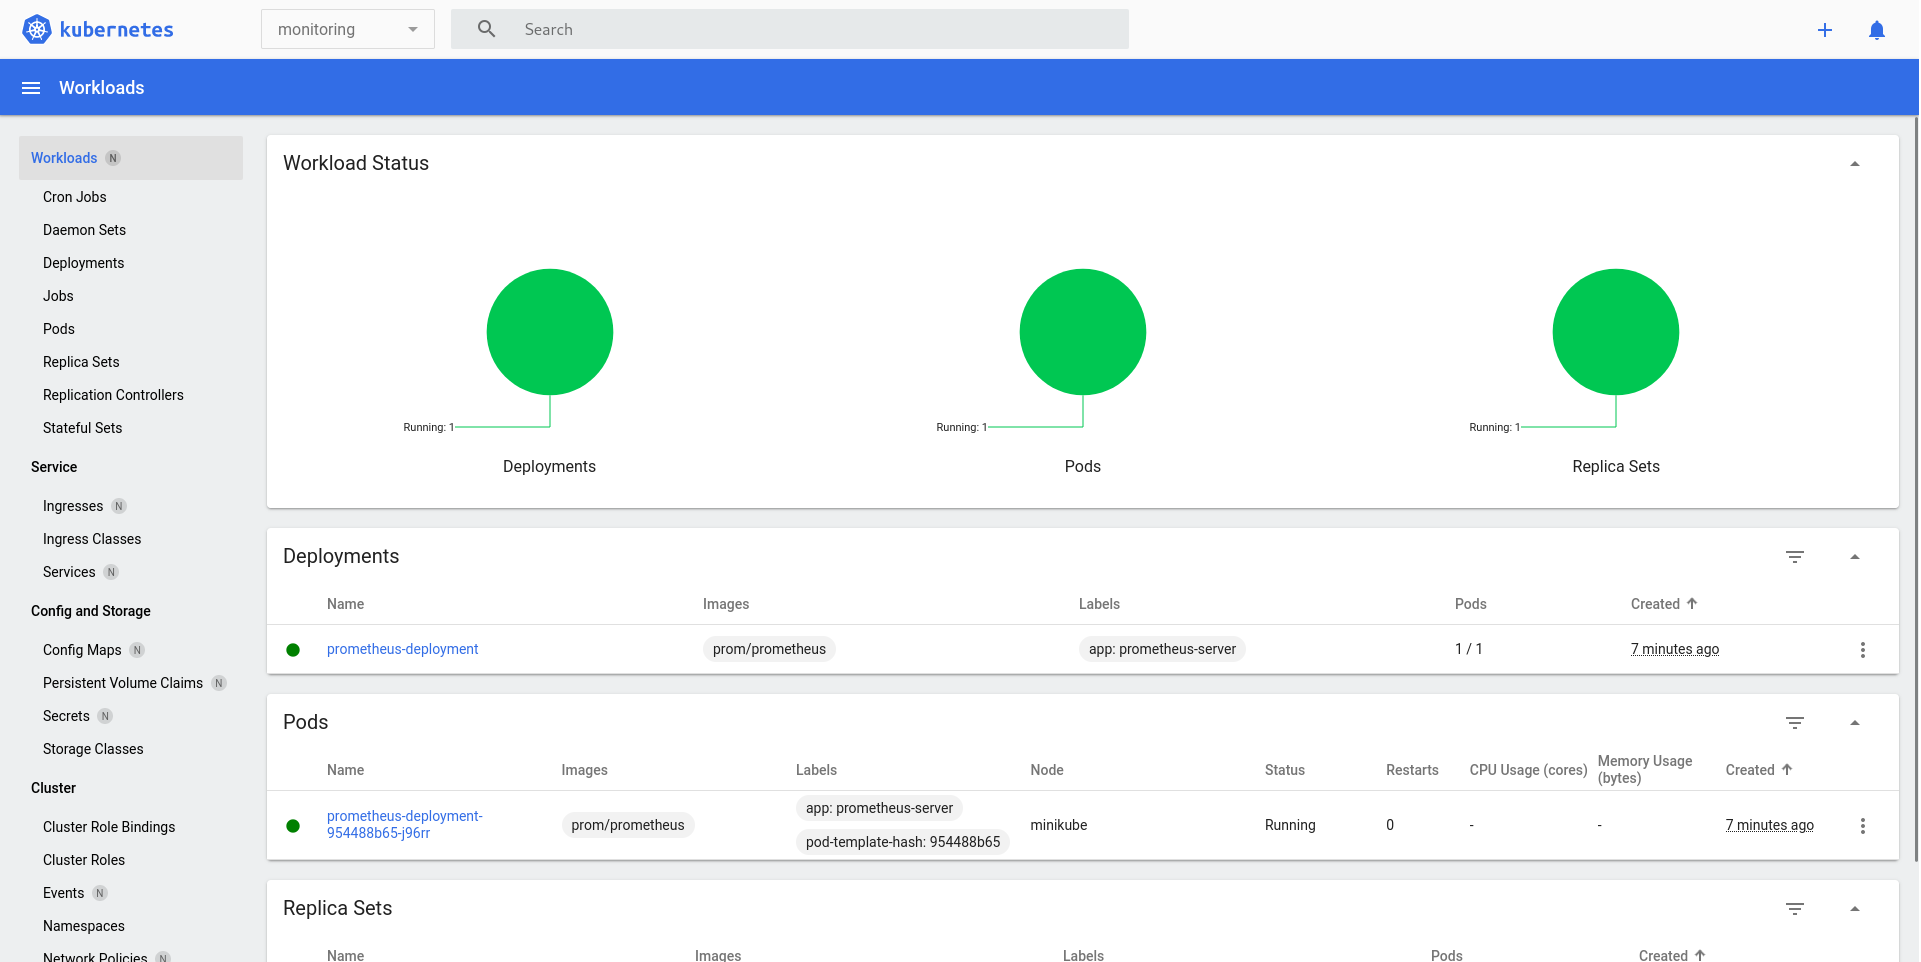 kubernetes
monitoring
Search
Workloads
Workloads N
Cron Jobs
Daemon Sets
Deployments
Jobs
Pods
Replica Sets
Replication Controllers
Stateful Sets
Service
Ingresses N
Ingress Classes
Services N
Config and Storage
Config Maps N
Persistent Volume Claims N
Secrets N
Storage Classes
Cluster
Cluster Role Bindings
Cluster Roles
Events N
Namespaces
Network Policies N
Workload Status
Running: 1
Deployments
Running: 1
Pods
Running: 1
Replica Sets
Deployments
Name Images Labels Pods Created
prometheus-deployment prom/prometheus app: prometheus-server 1 / 1 7 minutes ago
Pods
Name Images Labels Node Status Restarts CPU Usage (cores) Memory Usage (bytes) Created
prometheus-deployment-
954488b65-j96rr
prom/prometheus
app: prometheus-server
pod-template-hash: 954488b65
minikube Running 0 - - 7 minutes ago
Replica Sets
Name Images Labels Pods Created